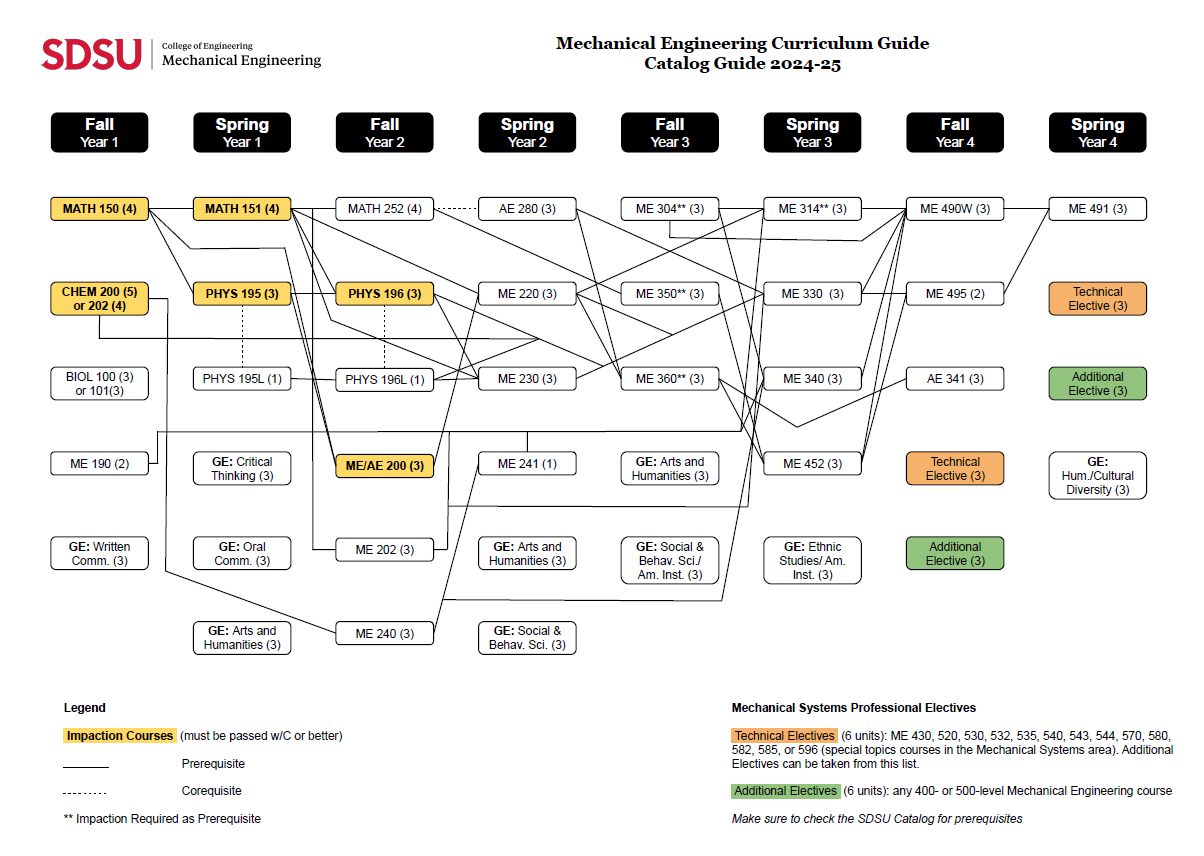 SDSU
College of Engineering
Mechanical Engineering
Mechanical Engineering Curriculum Guide
Catalog Guide 2024-25
Fall
Year 1
Spring
Year 1
Fall
Year 2
Spring
Year 2
Fall
Year 3
Spring
Year 3
Fall
Year 4
Spring
Year 4
MATH 150 (4)
MATH 151 (4)
MATH 252 (4)
AE 280 (3)
ME 304** (3)
ME 314** (3)
ME 490W (3)
ME 491 (3)
CHEM 200 (5)
or 202 (4)
PHYS 195 (3)
PHYS 196 (3)
ME 220 (3)
ME 350** (3)
ME 330 (3)
ME 495 (2)
Technical
Elective (3)
BIOL 100 (3)
or 101(3)
PHYS 195L (1)
PHYS 196L (1)
ME 230 (3)
ME 360** (3)
ME 340 (3)
AE 341 (3)
Additional
Elective (3)
ME 190 (2)
GE: Critical
Thinking (3)
ME/AE 200 (3)
ME 241 (1)
GE: Arts and
Humanities (3)
ME 452 (3)
Technical
Elective (3)
GE:
Hum./Cultural
Diversity (3)
GE: Written
Comm. (3)
GE: Oral
Comm. (3)
ME 202 (3)
GE: Arts and
Humanities (3)
GE: Social &
Behav. Sci./
Am. Inst. (3)
GE: Ethnic
Studies/ Am.
Inst. (3)
Additional
Elective (3)
GE: Arts and
Humanities (3)
ME 240 (3)
GE: Social &
Behav. Sci. (3)
Legend
Impaction Courses (must be passed w/C or better)
Prerequisite
Corequisite
** Impaction Required as Prerequisite
Mechanical Systems Professional Electives
Technical Electives (6 units): ME 430, 520, 530, 532, 535, 540, 543, 544, 570, 580,
582, 585, or 596 (special topics courses in the Mechanical Systems area). Additional
Electives can be taken from this list.
Additional Electives (6 units): any 400- or 500-level Mechanical Engineering course
Make sure to check the SDSU Catalog for prerequisites